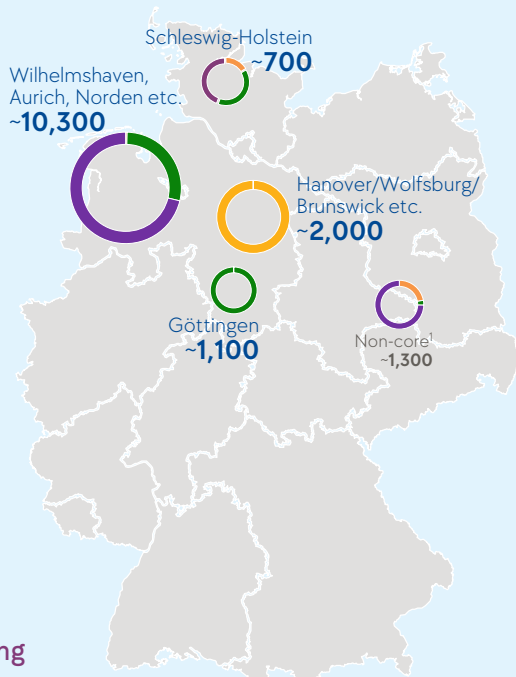 Schleswig-Holstein
~700
Wilhelmshaven,
Aurich, Norden etc.
~10,300
Hanover/Wolfsburg/
Brunswick etc.
~2,000
Göttingen
~1,100
Non-core¹
~1,300
ng